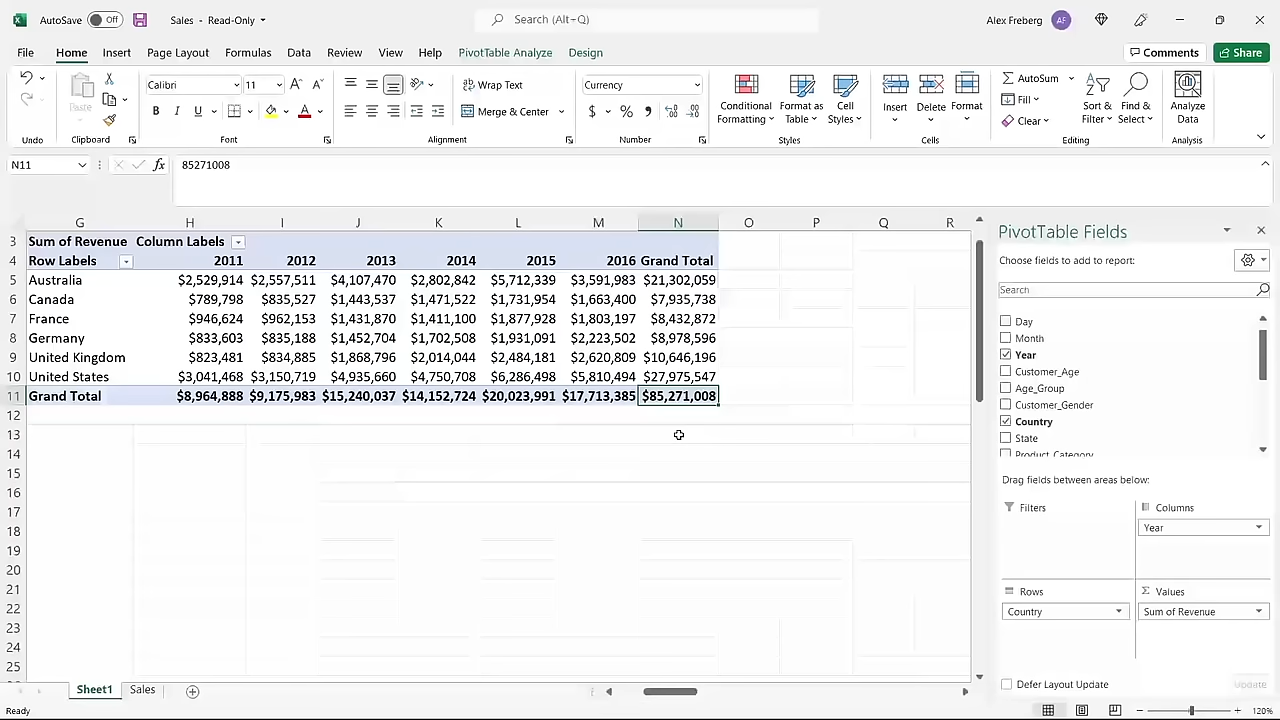 AutoSave Off Sales - Read-Only Search (Alt+Q) Alex Freberg AF
File Home Insert Page Layout Formulas Data Review View Help PivotTable Analyze Design Comments Share
Calibri 11 Wrap Text Currency AutoSum
Paste B I U Merge & Center $ % Conditional Formatting Format as Table Cell Styles Insert Delete Format Fill Clear Sort & Filter Find & Select Analyze Data
Undo Clipboard Font Alignment Number Styles Cells Editing Analysis
N11 fx 85271008
G H I J K L M N O P Q R
3 Sum of Revenue Column Labels
4 Row Labels 2011 2012 2013 2014 2015 2016 Grand Total
5 Australia $2,529,914 $2,557,511 $4,107,470 $2,802,842 $5,712,339 $3,591,983 $21,302,059
6 Canada $789,798 $835,527 $1,443,537 $1,471,522 $1,731,954 $1,663,400 $7,935,738
7 France $946,624 $962,153 $1,431,870 $1,411,100 $1,877,928 $1,803,197 $8,432,872
8 Germany $833,603 $835,188 $1,452,704 $1,702,508 $1,931,091 $2,223,502 $8,978,596
9 United Kingdom $823,481 $834,885 $1,868,796 $2,014,044 $2,484,181 $2,620,809 $10,646,196
10 United States $3,041,468 $3,150,719 $4,935,660 $4,750,708 $6,286,498 $5,810,494 $27,975,547
11 Grand Total $8,964,888 $9,175,983 $15,240,037 $14,152,724 $20,023,991 $17,713,385 $85,271,008
12
13
14
15
16
17
18
19
20
21
22
23
24
25
PivotTable Fields
Choose fields to add to report:
Search
Day
Month
Year
Customer_Age
Age_Group
Customer_Gender
Country
State
Product_Category
Drag fields between areas below:
Filters Columns
Year
Rows Σ Values
Country Sum of Revenue
Defer Layout Update Update
Sheet1 Sales
Ready 120%